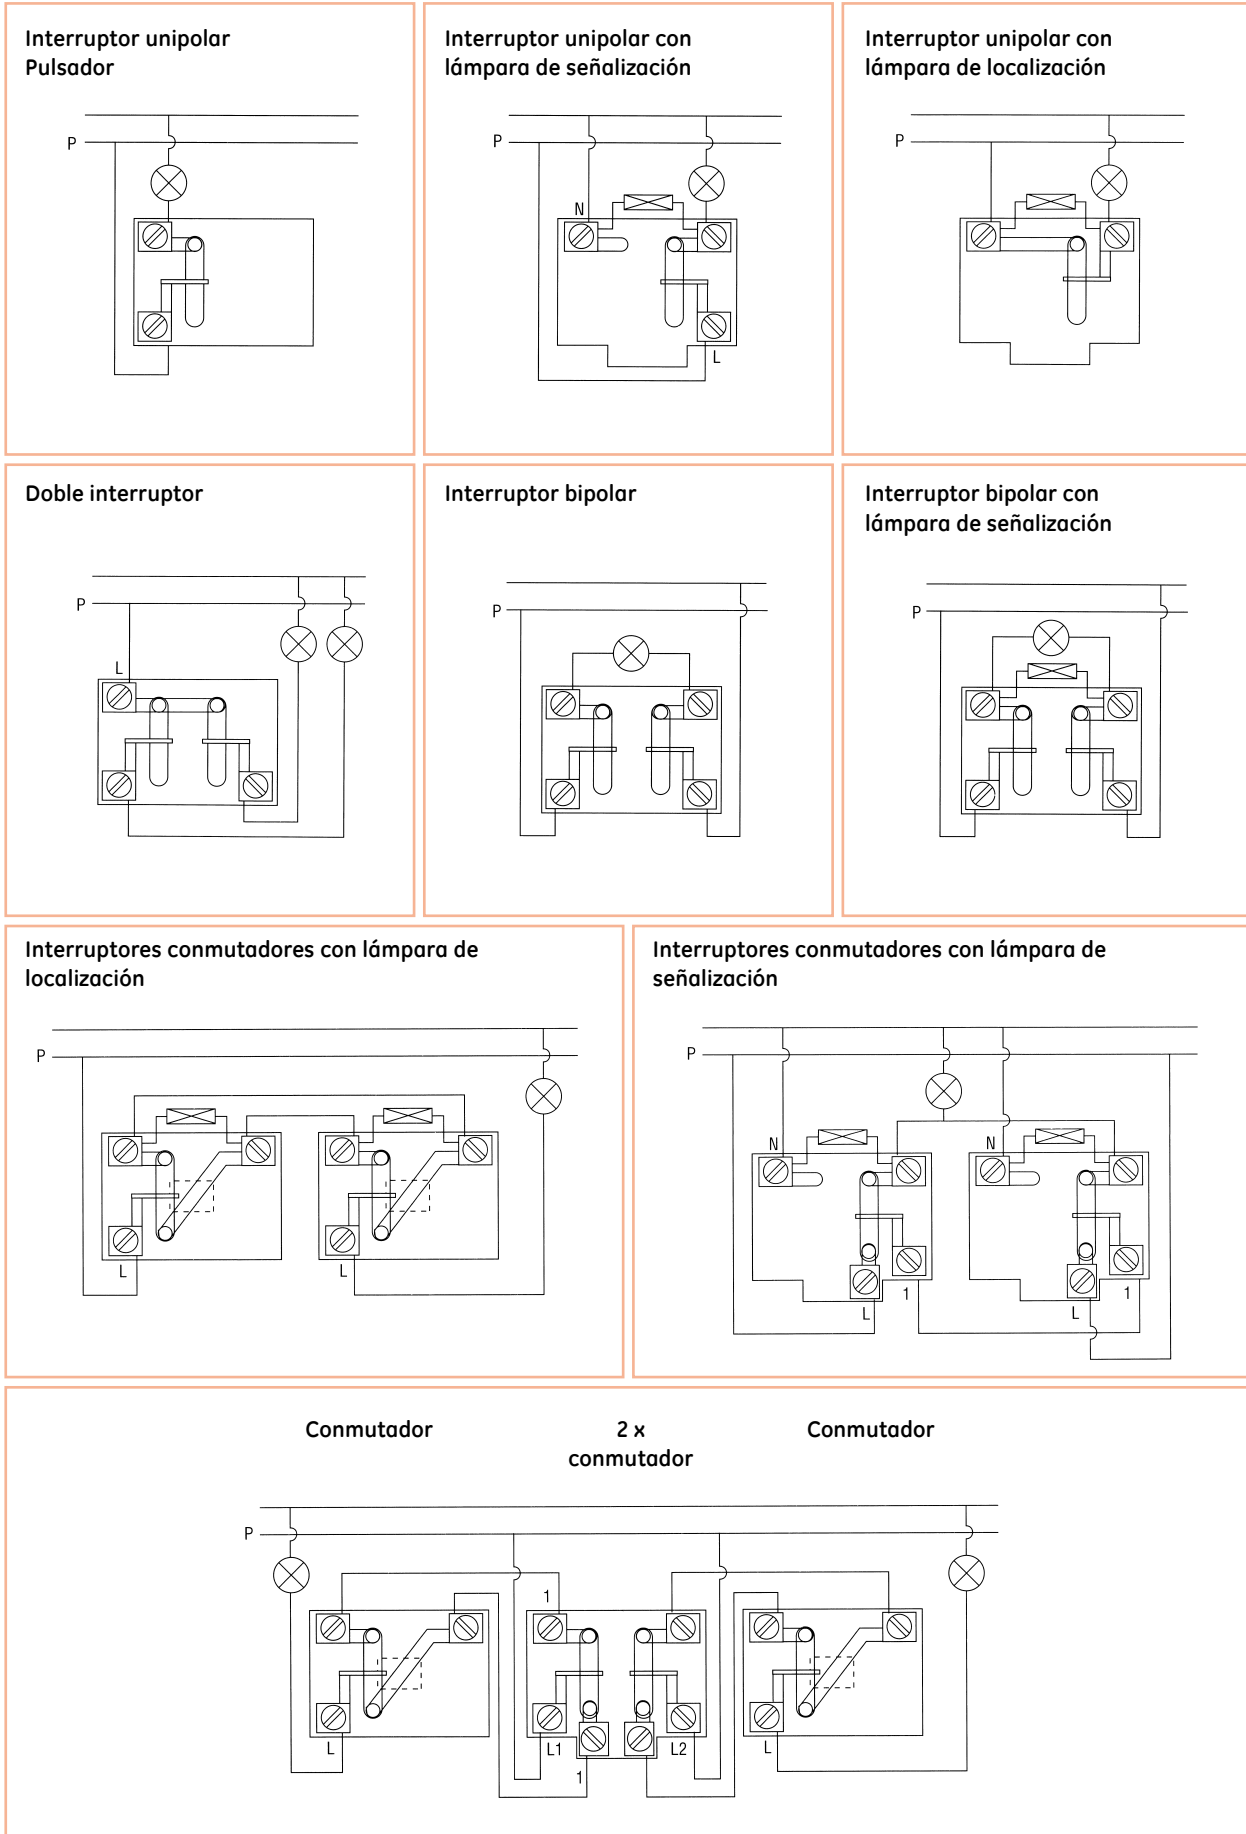 Interruptor unipolar
Pulsador
P
Interruptor unipolar con
lámpara de señalización
P
N
L
Interruptor unipolar con
lámpara de localización
P
Doble interruptor
P
L
Interruptor bipolar
P
Interruptor bipolar con
lámpara de señalización
P
Interruptores conmutadores con lámpara de
localización
P
L
L
Interruptores conmutadores con lámpara de
señalización
P
N
N
L
1
L
1
Conmutador
2 x
conmutador
Conmutador
P
1
L
L1
1
L2
L